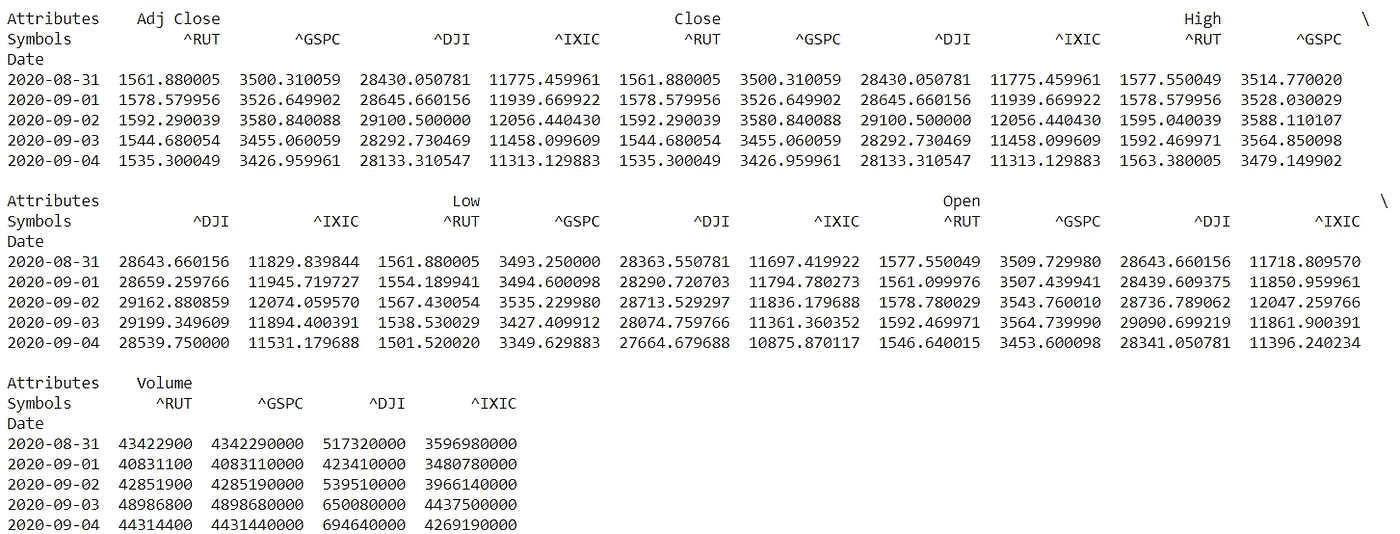 Attributes    Adj Close                                                 Close                                                  High               \
Symbols            ^RUT        ^GSPC          ^DJI         ^IXIC         ^RUT        ^GSPC          ^DJI         ^IXIC         ^RUT        ^GSPC
Date
2020-08-31  1561.880005  3500.310059  28430.050781  11775.459961  1561.880005  3500.310059  28430.050781  11775.459961  1577.550049  3514.770020
2020-09-01  1578.579956  3526.649902  28645.660156  11939.669922  1578.579956  3526.649902  28645.660156  11939.669922  1578.579956  3528.030029
2020-09-02  1592.290039  3580.840088  29100.500000  12056.440430  1592.290039  3580.840088  29100.500000  12056.440430  1595.040039  3588.110107
2020-09-03  1544.680054  3455.060059  28292.730469  11458.099609  1544.680054  3455.060059  28292.730469  11458.099609  1592.469971  3564.850098
2020-09-04  1535.300049  3426.959961  28133.310547  11313.129883  1535.300049  3426.959961  28133.310547  11313.129883  1563.380005  3479.149902
Attributes                                      Low                                                  Open                                           \
Symbols             ^DJI         ^IXIC         ^RUT        ^GSPC          ^DJI         ^IXIC         ^RUT        ^GSPC          ^DJI         ^IXIC
Date
2020-08-31  28643.660156  11829.839844  1561.880005  3493.250000  28363.550781  11697.419922  1577.550049  3509.729980  28643.660156  11718.809570
2020-09-01  28659.259766  11945.719727  1554.189941  3494.600098  28290.720703  11794.780273  1561.099976  3507.439941  28439.609375  11850.959961
2020-09-02  29162.880859  12074.059570  1567.430054  3535.229980  28713.529297  11836.179688  1578.780029  3543.760010  28736.789062  12047.259766
2020-09-03  29199.349609  11894.400391  1538.530029  3427.409912  28074.759766  11361.360352  1592.469971  3564.739990  29090.699219  11861.900391
2020-09-04  28539.750000  11531.179688  1501.520020  3349.629883  27664.679688  10875.870117  1546.640015  3453.600098  28341.050781  11396.240234
Attributes    Volume
Symbols         ^RUT       ^GSPC       ^DJI       ^IXIC
Date
2020-08-31  43422900  4342290000  517320000  3596980000
2020-09-01  40831100  4083110000  423410000  3480780000
2020-09-02  42851900  4285190000  539510000  3966140000
2020-09-03  48986800  4898680000  650080000  4437500000
2020-09-04  44314400  4431440000  694640000  4269190000